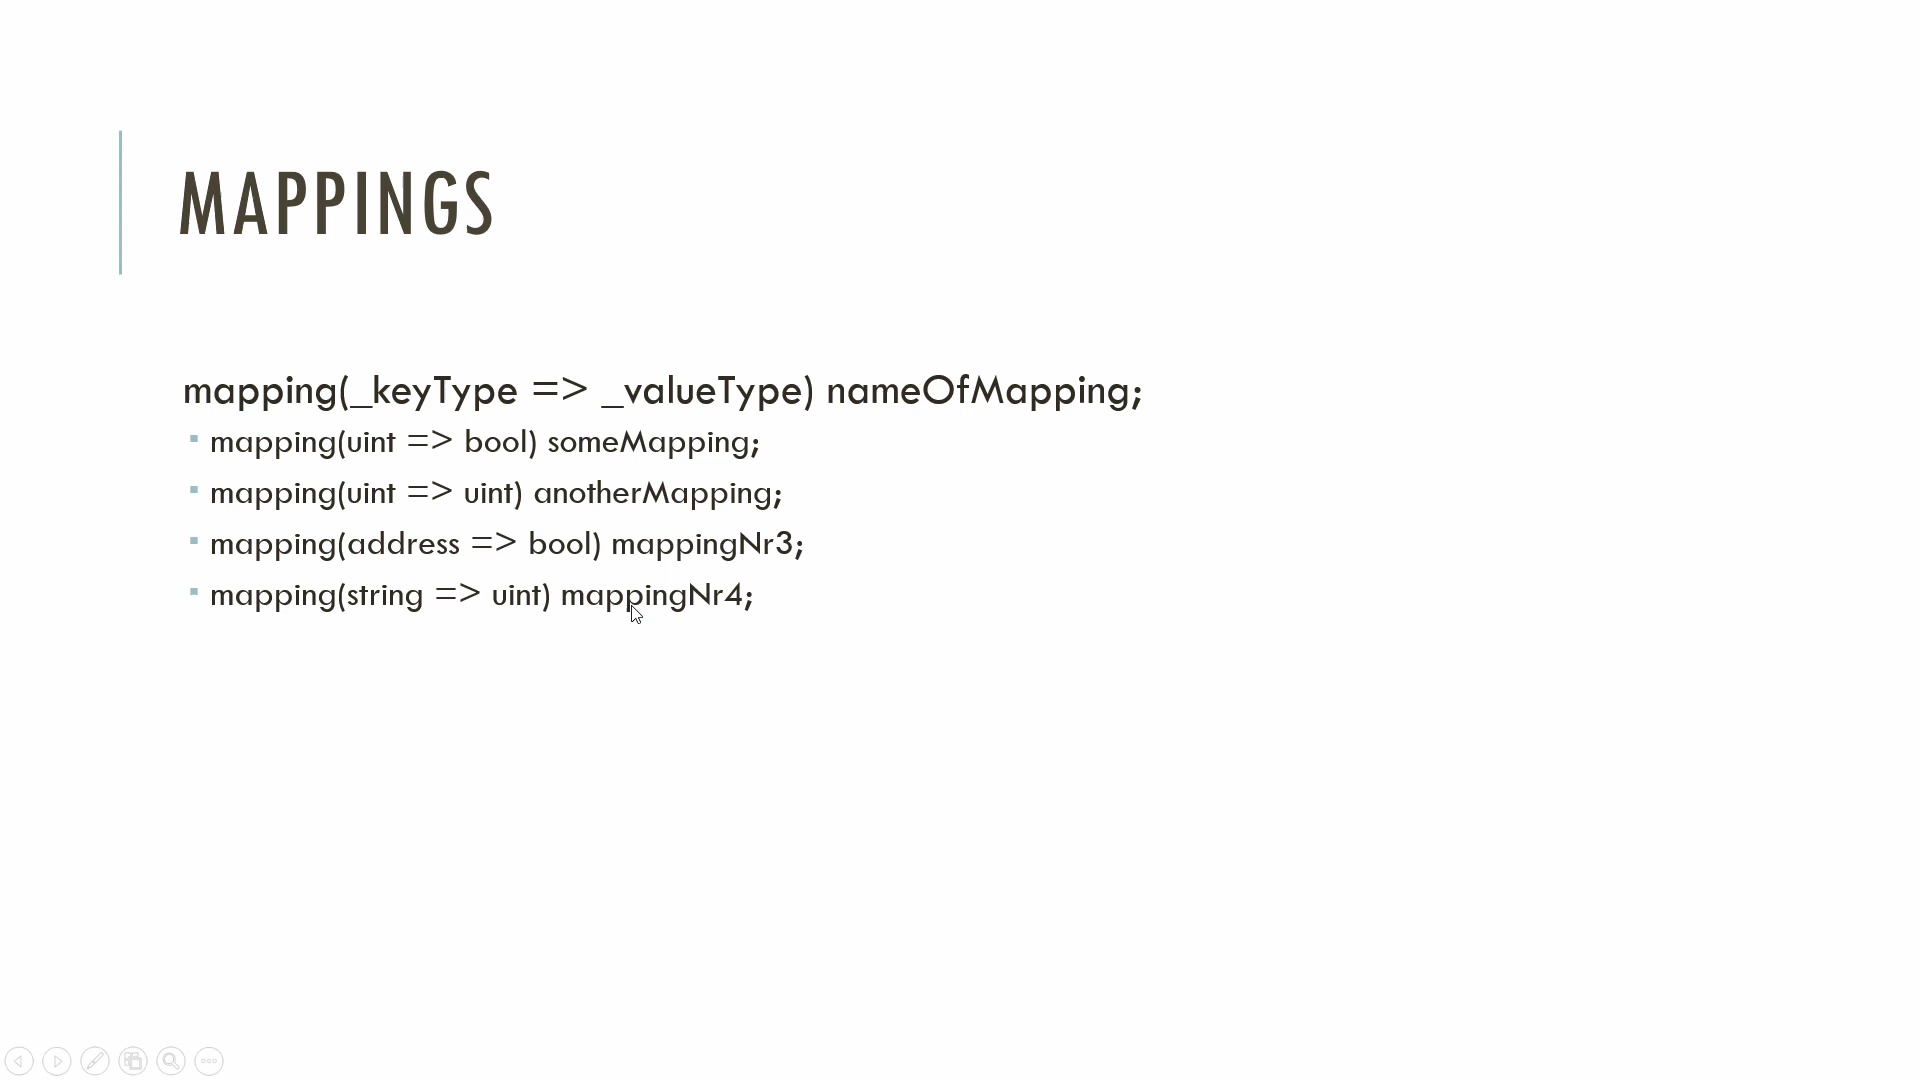 MAPPINGS
mapping(_keyType => _valueType) nameOfMapping;
mapping(uint => bool) someMapping;
mapping(uint => uint) anotherMapping;
mapping(address => bool) mappingNr3;
mapping(string => uint) mappingNr4;